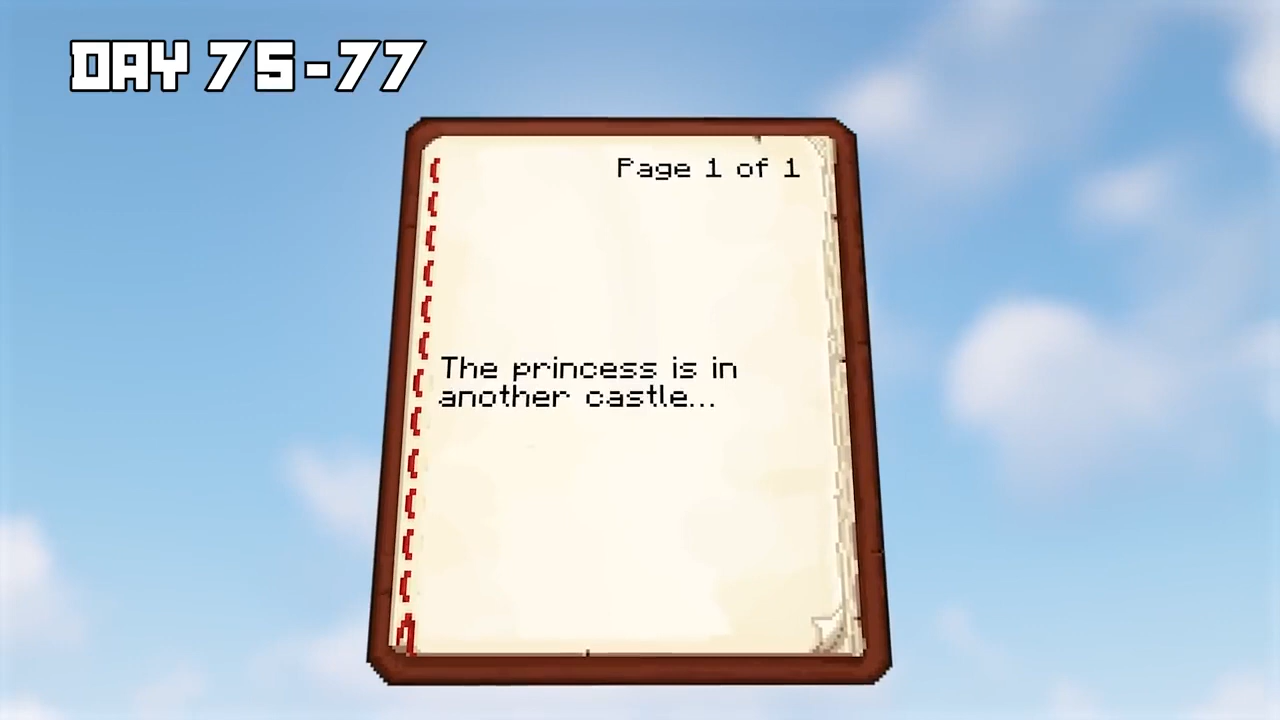 DAY 75-77
Page 1 of 1
The princess is in
another castle...